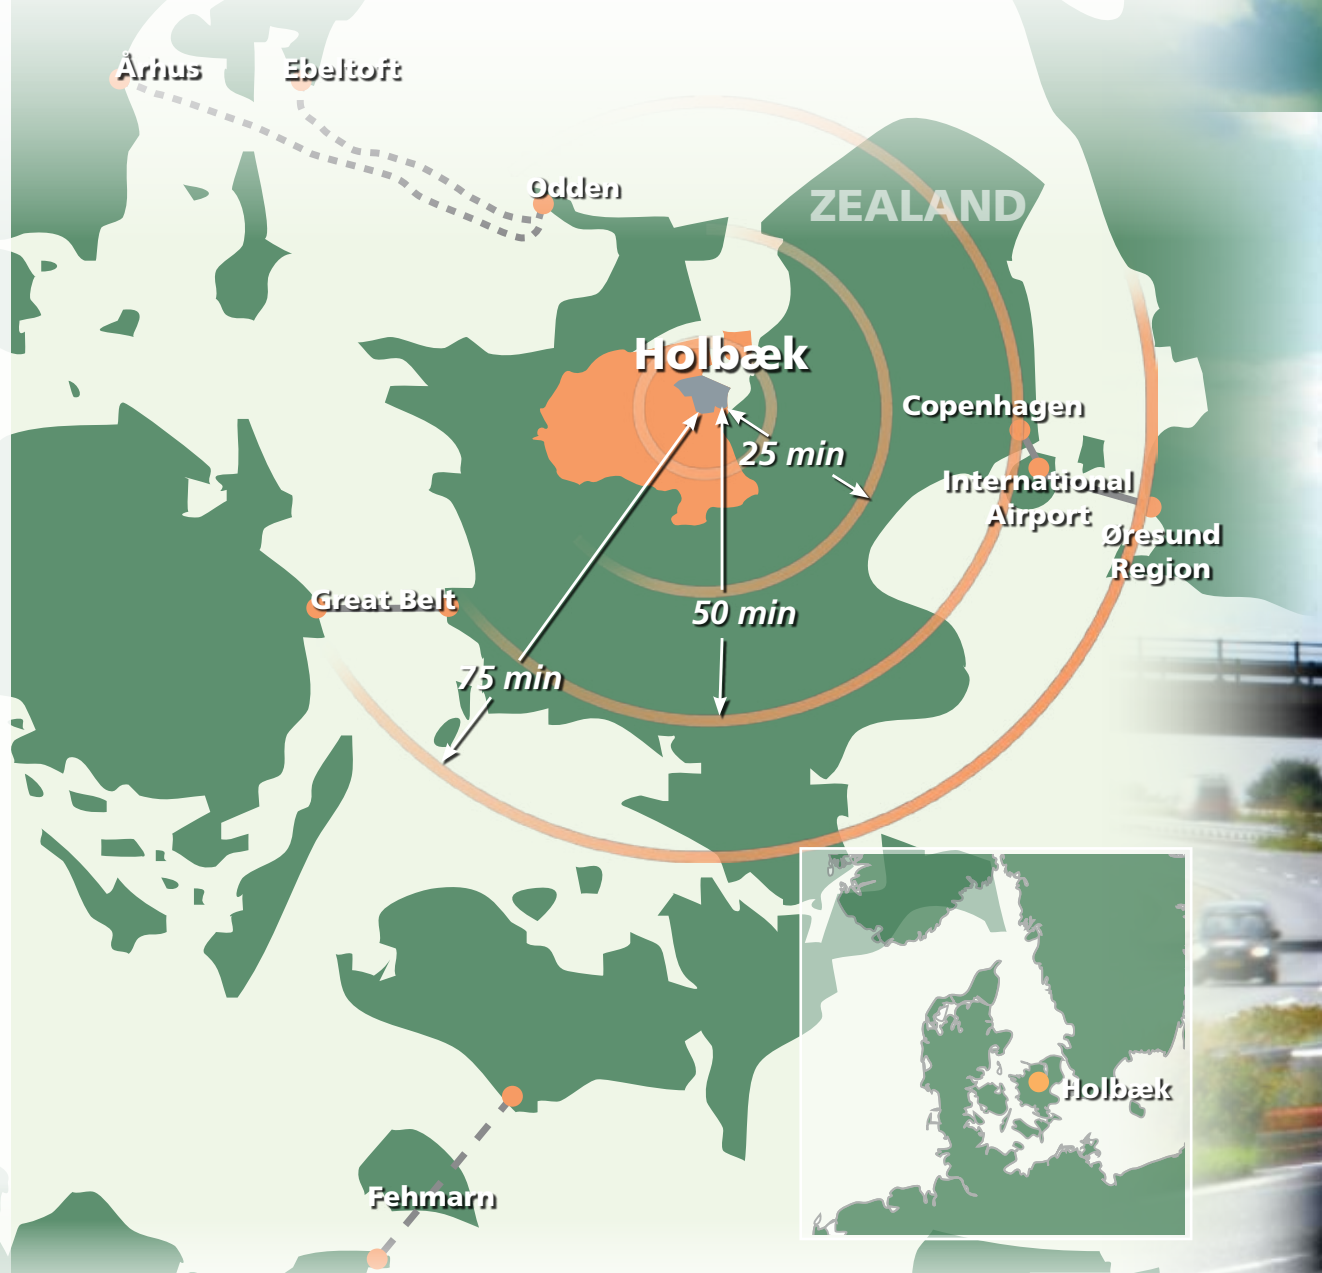 Århus
Ebeltoft
Odden
ZEALAND
Holbæk
Copenhagen
25 min
International
Airport
Øresund
Region
Great Belt
50 min
75 min
Holbæk
Fehmarn